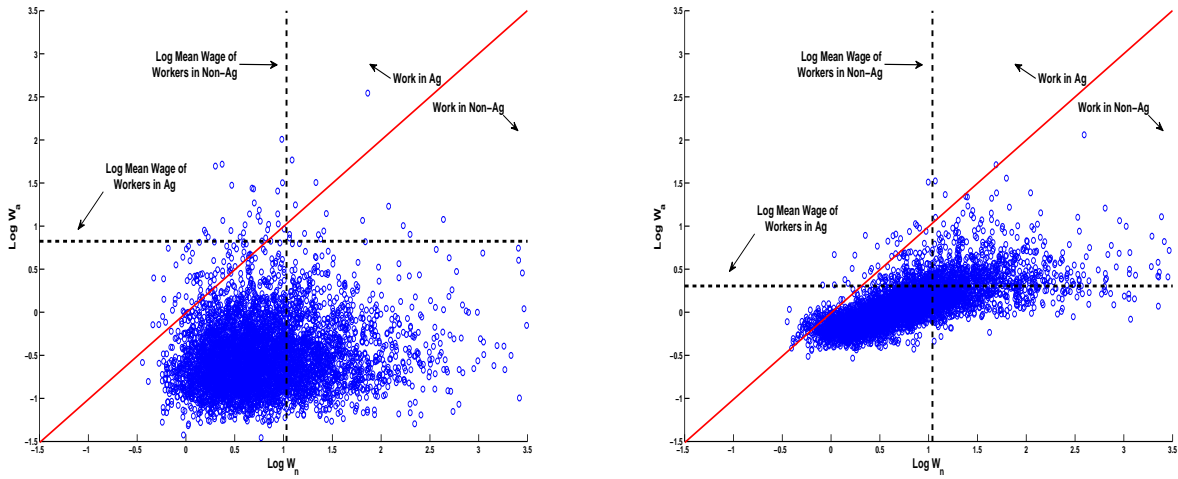 3.5
3
2.5
2
1.5
1
0.5
0
−0.5
−1
−1.5
Log W_a
Log Mean Wage of
Workers in Non−Ag
Work in Ag
Work in Non−Ag
Log Mean Wage of
Workers in Ag
−1.5 −1 −0.5 0 0.5 1 1.5 2 2.5 3 3.5
Log W_n
3.5
3
2.5
2
1.5
1
0.5
0
−0.5
−1
−1.5
Log W_a
Log Mean Wage of
Workers in Non−Ag
Work in Ag
Work in Non−Ag
Log Mean Wage of
Workers in Ag
−1.5 −1 −0.5 0 0.5 1 1.5 2 2.5 3 3.5
Log W_n